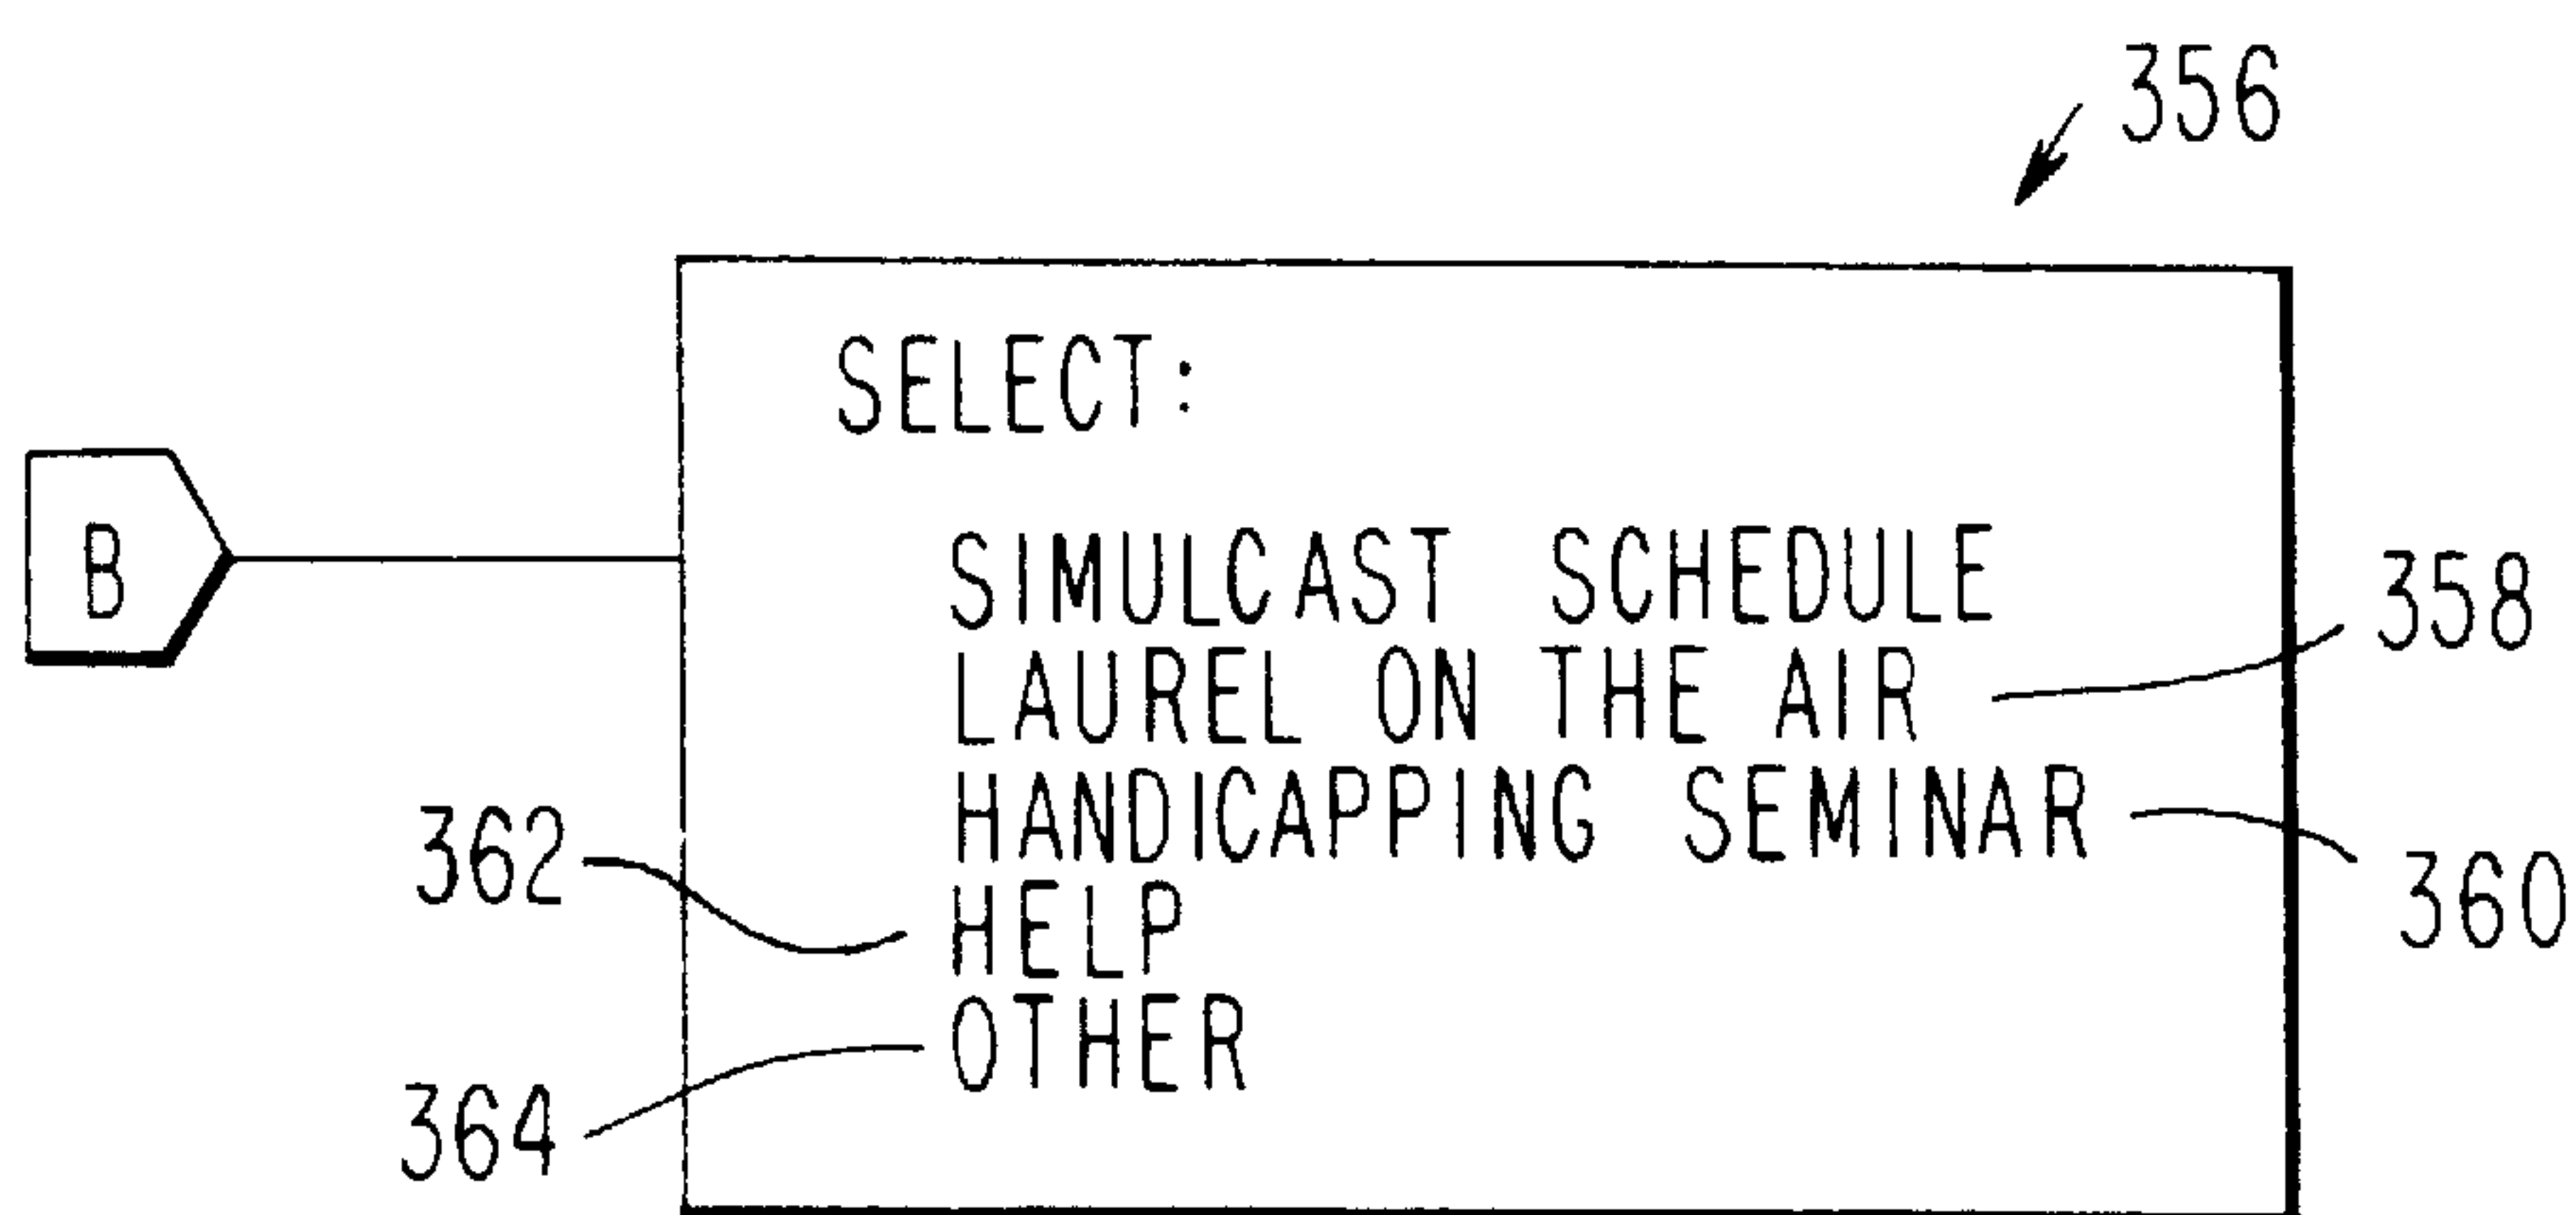 356
SELECT:
B
SIMULCAST SCHEDULE
358
LAUREL ON THE AIR
HANDICAPPING SEMINAR
360
362
HELP
OTHER
364